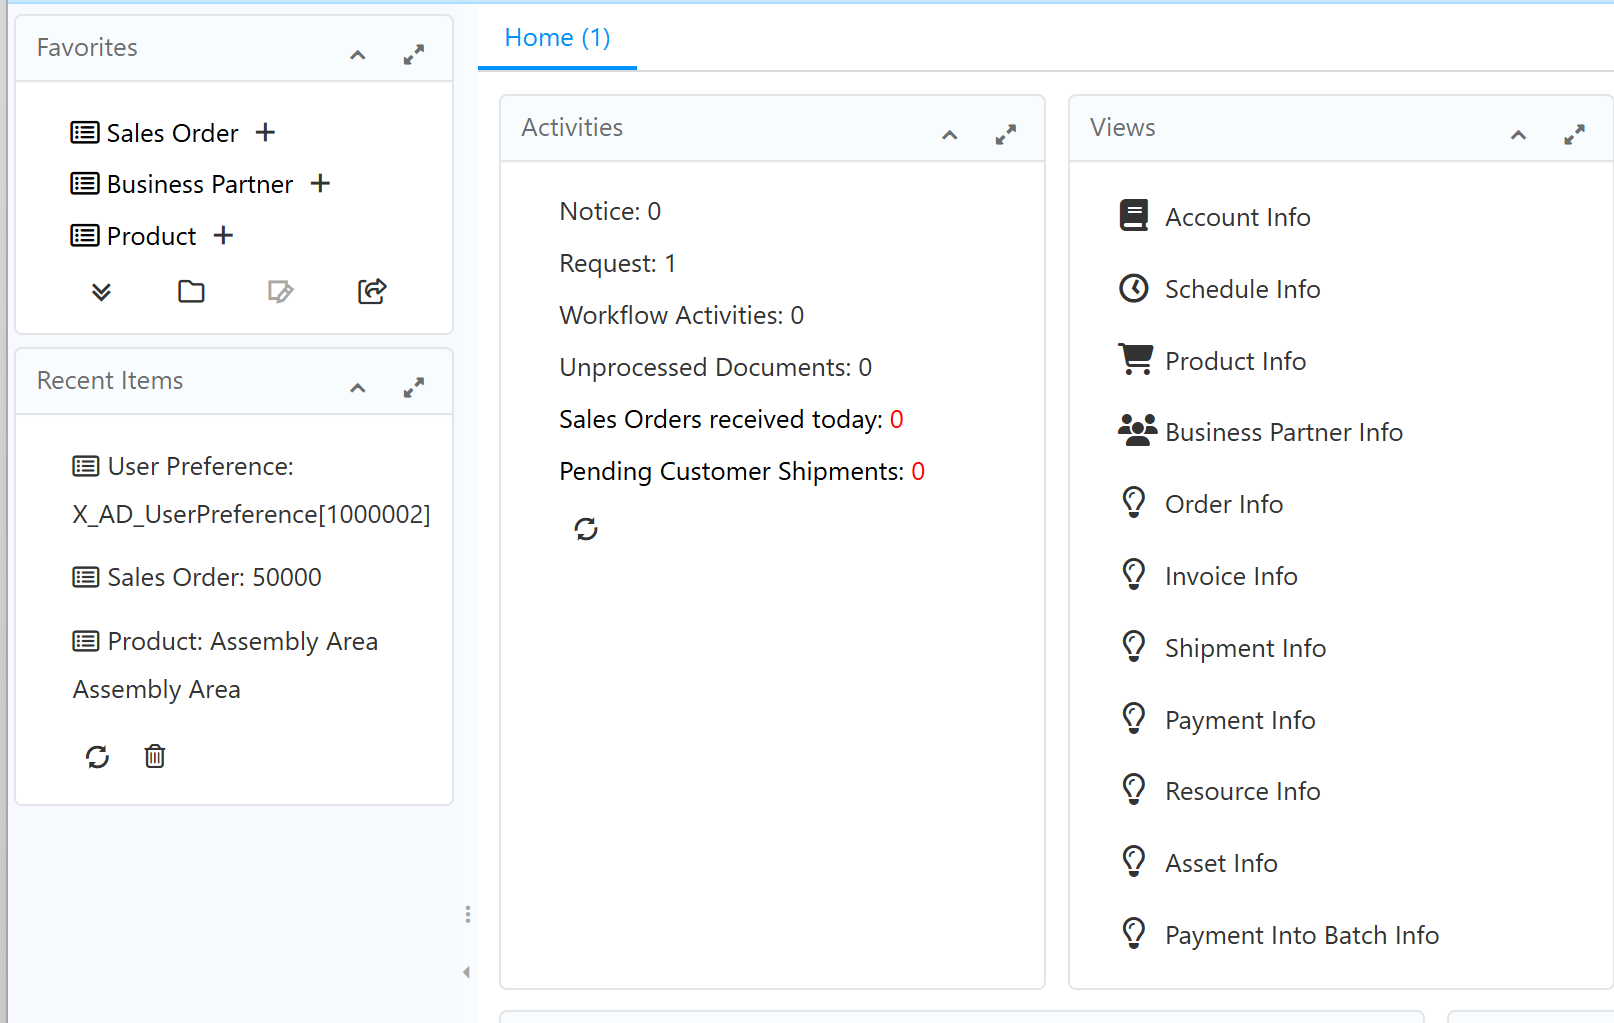 Favorites
Sales Order
Business Partner
Product
Recent Items
User Preference:
X_AD_UserPreference[1000002]
Sales Order: 50000
Product: Assembly Area
Assembly Area
Home (1)
Activities
Notice: 0
Request: 1
Workflow Activities: 0
Unprocessed Documents: 0
Sales Orders received today: 0
Pending Customer Shipments: 0
Views
Account Info
Schedule Info
Product Info
Business Partner Info
Order Info
Invoice Info
Shipment Info
Payment Info
Resource Info
Asset Info
Payment Into Batch Info